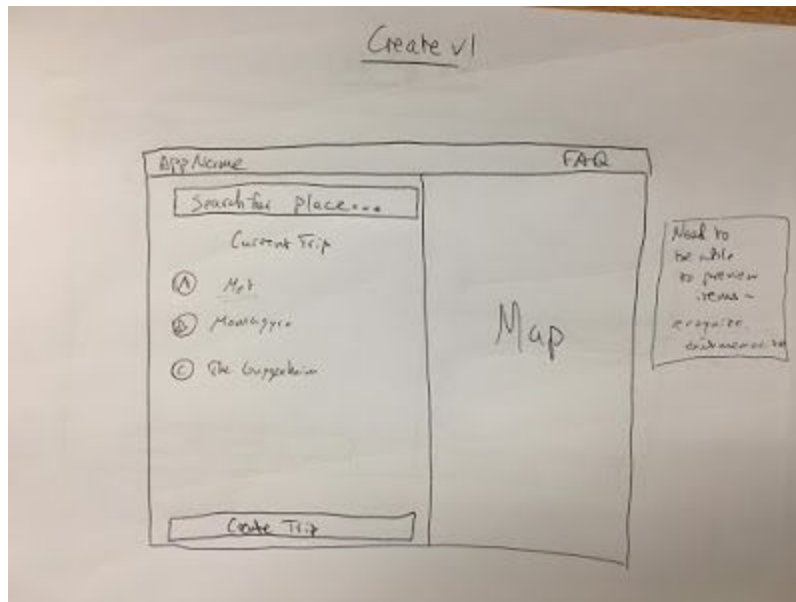 Create v1
App Name
FAQ
Search for place...
Current Trip
A Met
B
C The Guggenheim
Create Trip
Map
Need to
be able
to preview
items -